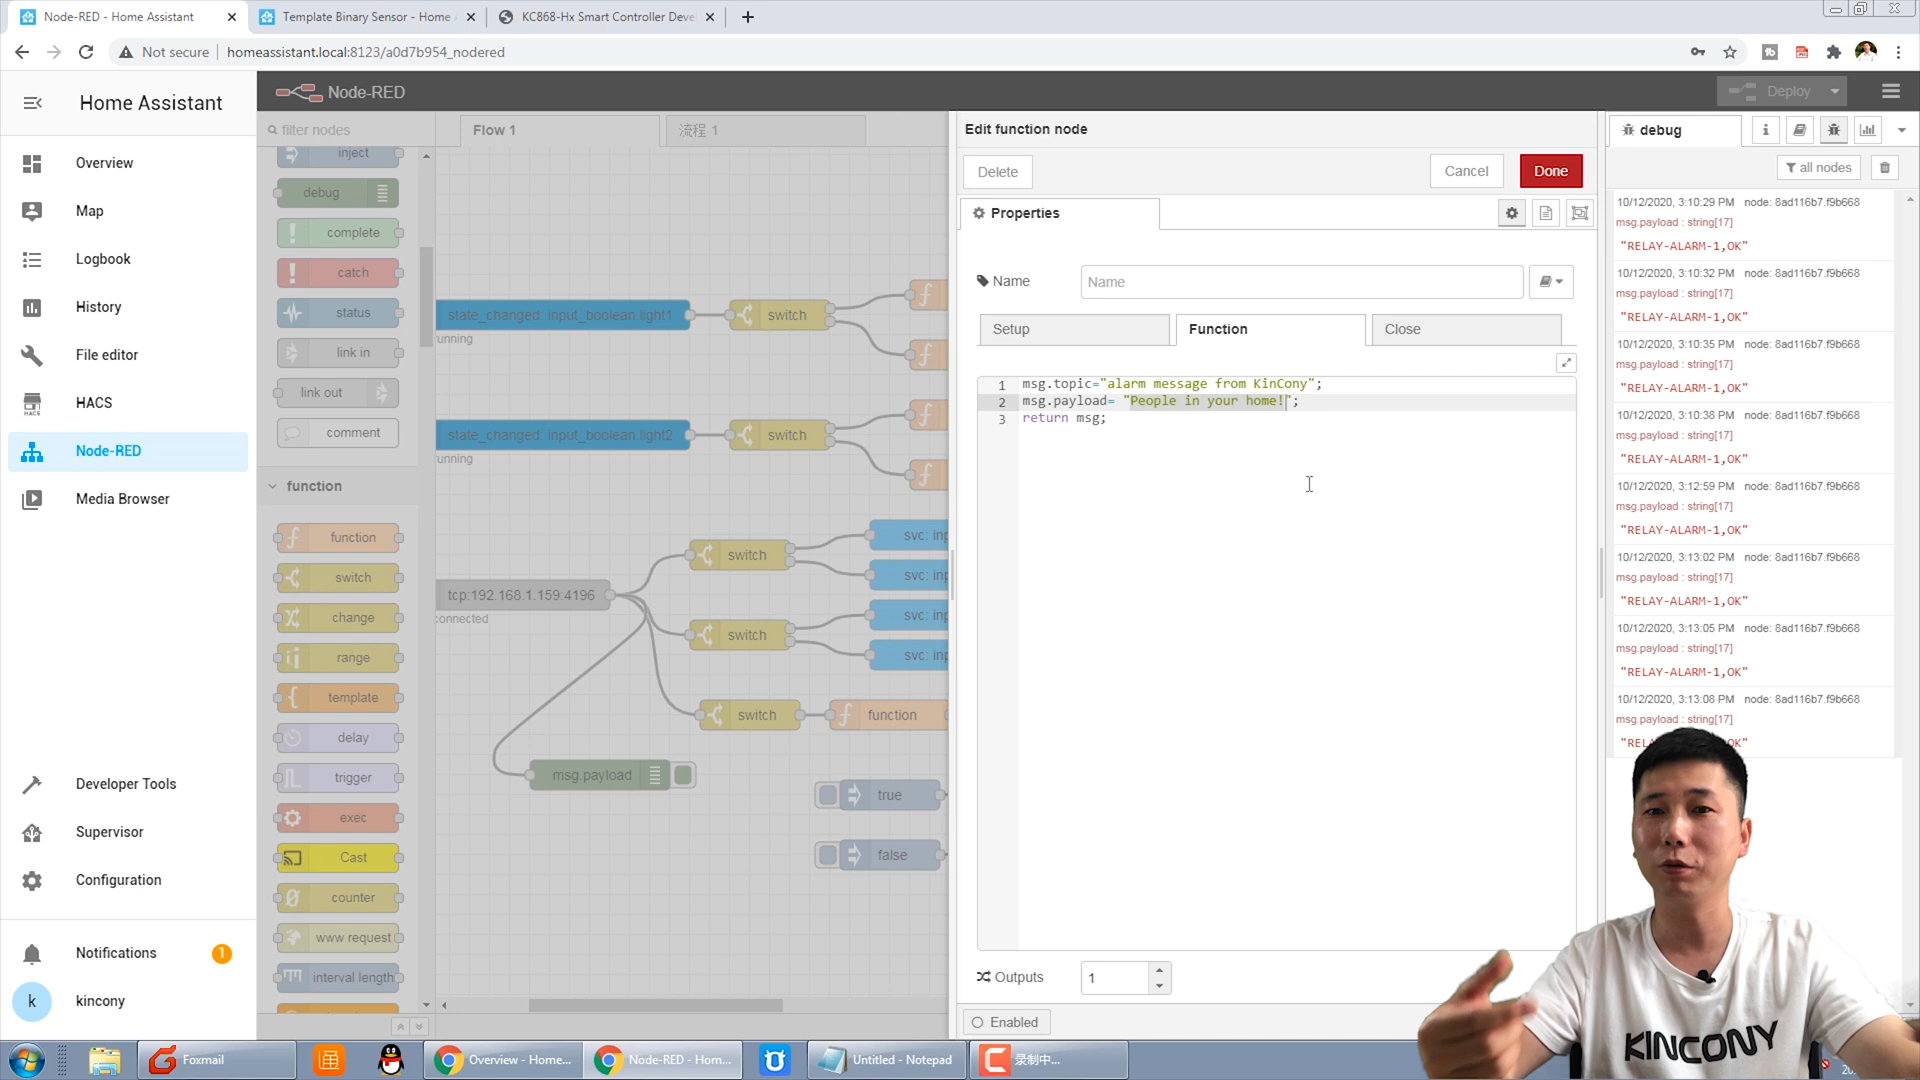 Node-RED - Home Assistant
Template Binary Sensor - Home A
KC868-Hx Smart Controller Deve
Not secure
homeassistant.local:8123/a0d7b954_nodered
Home Assistant
Node-RED
Deploy
Overview
Map
Logbook
History
File editor
HACS
Node-RED
Media Browser
Developer Tools
Supervisor
Configuration
Notifications
1
k
kincony
filter nodes
inject
debug
complete
catch
status
link in
link out
comment
function
function
switch
change
range
template
delay
trigger
exec
Cast
counter
www request
interval length
Flow 1
流程 1
state_changed: input_boolean.light1
switch
unning
state_changed: input_boolean.light2
switch
unning
tcp:192.168.1.159:4196
connected
switch
switch
switch
function
svc: inp
svc: inp
svc: inp
svc: inp
msg.payload
true
false
Edit function node
Delete
Cancel
Done
Properties
Name
Name
Setup
Function
Close
1 msg.topic="alarm message from KinCony";
2 msg.payload= "People in your home!";
3 return msg;
Outputs
1
Enabled
debug
all nodes
10/12/2020, 3:10:29 PM node: 8ad116b7.f9b668
msg.payload : string[17]
"RELAY-ALARM-1,OK"
10/12/2020, 3:10:32 PM node: 8ad116b7.f9b668
msg.payload : string[17]
"RELAY-ALARM-1,OK"
10/12/2020, 3:10:35 PM node: 8ad116b7.f9b668
msg.payload : string[17]
"RELAY-ALARM-1,OK"
10/12/2020, 3:10:38 PM node: 8ad116b7.f9b668
msg.payload : string[17]
"RELAY-ALARM-1,OK"
10/12/2020, 3:12:59 PM node: 8ad116b7.f9b668
msg.payload : string[17]
"RELAY-ALARM-1,OK"
10/12/2020, 3:13:02 PM node: 8ad116b7.f9b668
msg.payload : string[17]
"RELAY-ALARM-1,OK"
10/12/2020, 3:13:05 PM node: 8ad116b7.f9b668
msg.payload : string[17]
"RELAY-ALARM-1,OK"
10/12/2020, 3:13:08 PM node: 8ad116b7.f9b668
msg.payload : string[17]
"REL OK"
KINCONY
Foxmail
Overview - Home...
Node-RED - Hom...
Untitled - Notepad
录制中...